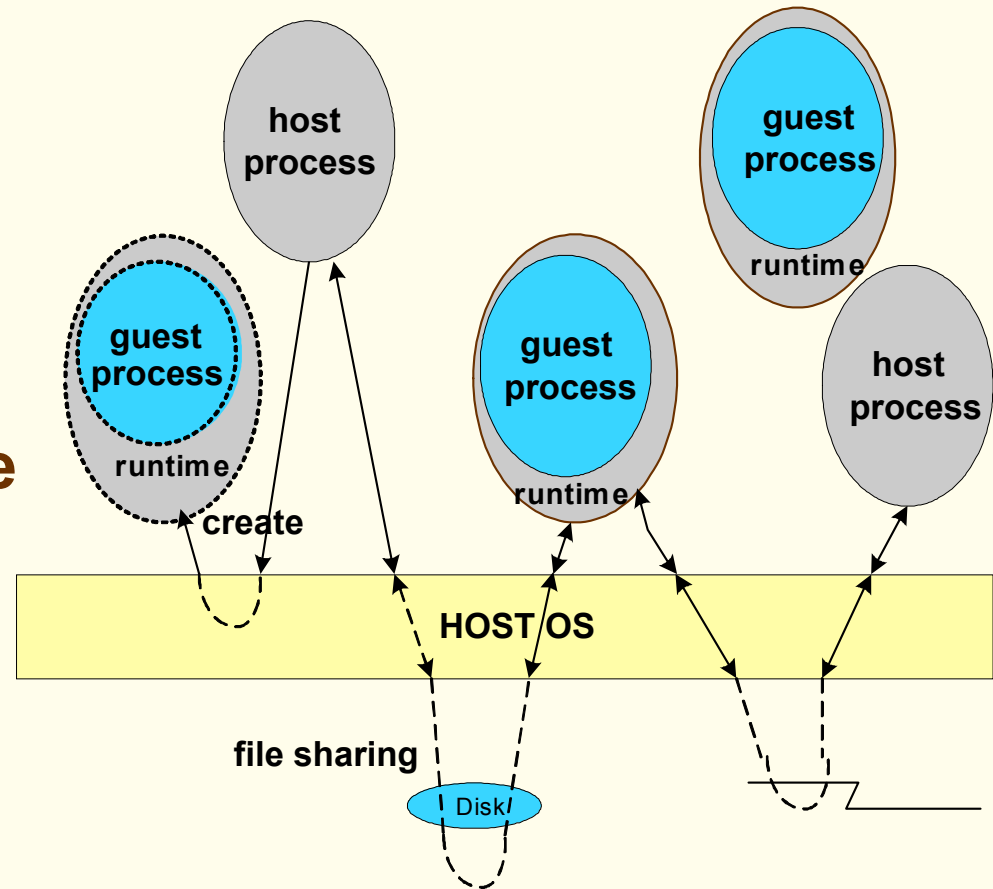 host
process
guest
process
runtime
guest
process
runtime
guest
process
runtime
host
process
e
create
HOST OS
file sharing
Disk